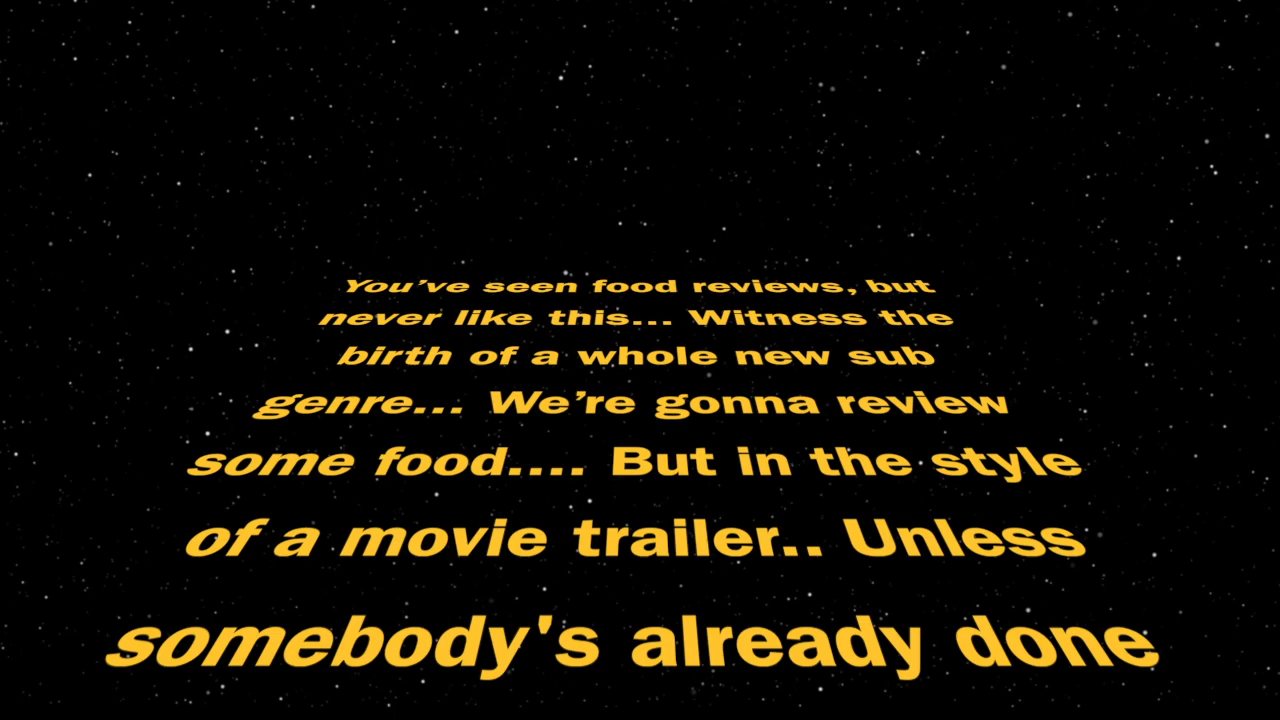 You’ve seen food reviews, but
never like this... Witness the
birth of a whole new sub
genre... We’re gonna review
some food.... But in the style
of a movie trailer.. Unless
somebody's already done